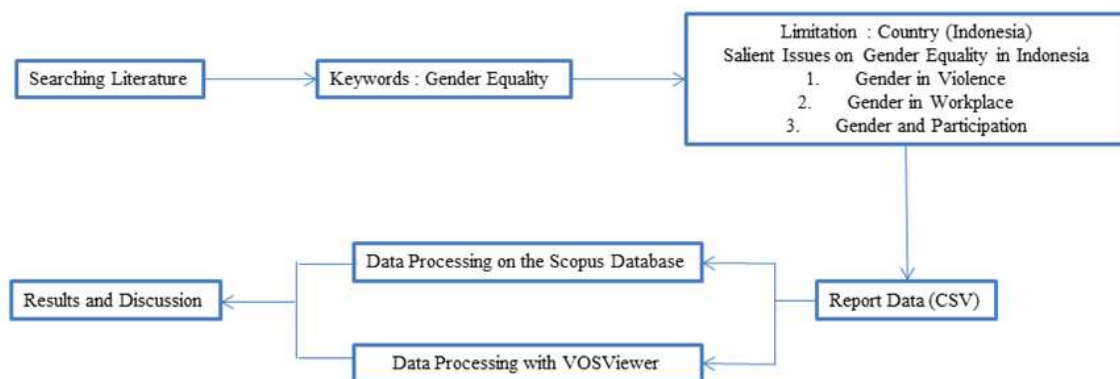 Searching Literature
Keywords : Gender Equality
Limitation : Country (Indonesia)
Salient Issues on Gender Equality in Indonesia
1. Gender in Violence
2. Gender in Workplace
3. Gender and Participation
Report Data (CSV)
Data Processing on the Scopus Database
Data Processing with VOSViewer
Results and Discussion